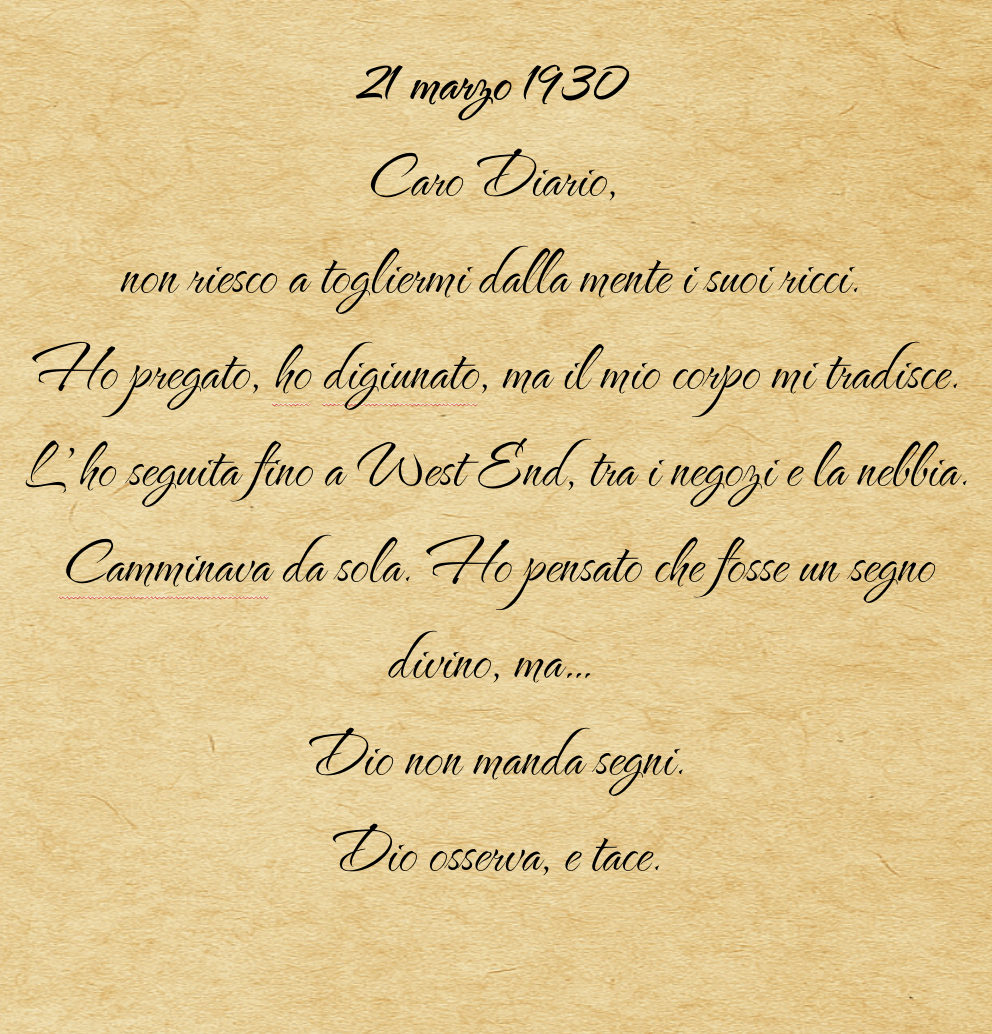 21 marzo 1930
Caro Diario,
non riesco a togliermi dalla mente i suoi ricci.
Ho pregato, ho digiunato, ma il mio corpo mi tradisce.
L'ho seguita fino a West End, tra i negozi e la nebbia.
Camminava da sola. Ho pensato che fosse un segno
divino, ma...
Dio non manda segni.
Dio osserva, e tace.